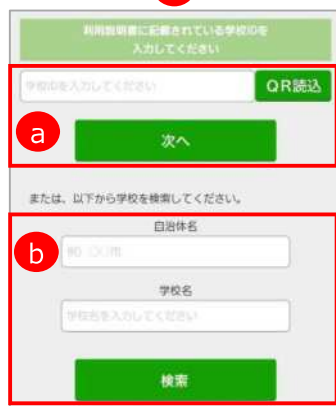 利用説明書に記載されている学校IDを
入力してください
学校IDを入力してください
QR読込
a
次へ
または、以下から学校を検索してください。
b
自治体名
例）〇〇市
学校名
学校名を入力してください
検索